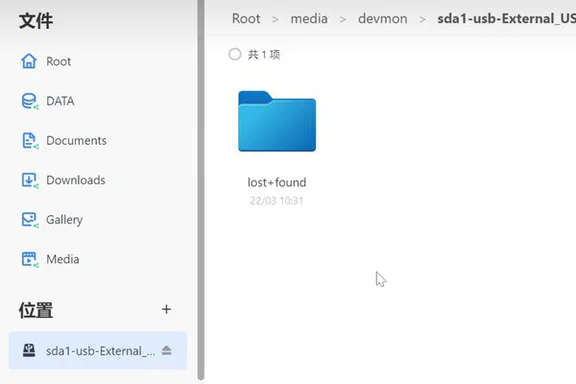 文件
Root
DATA
Documents
Downloads
Gallery
Media
位置 +
sda1-usb-External_...
Root > media > devmon > sda1-usb-External_US
共 1 项
lost+found
22/03 10:31